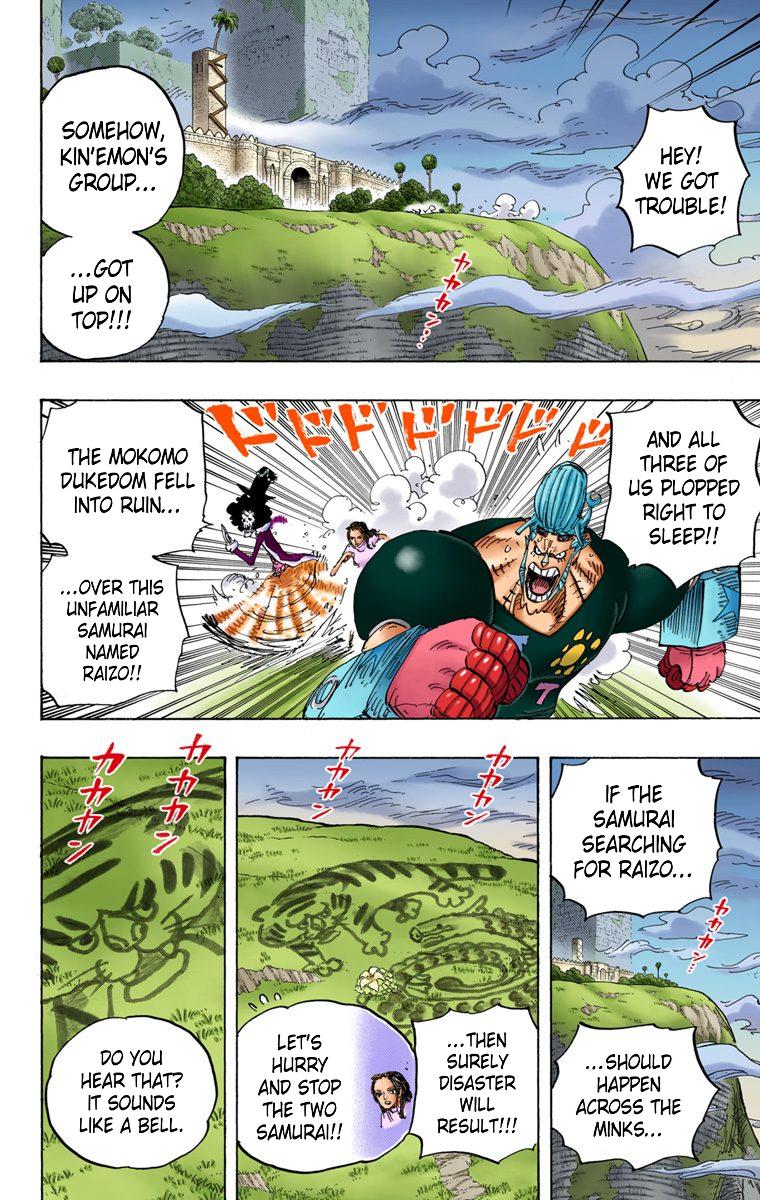 HEY!
WE GOT
TROUBLE!
SOMEHOW,
KIN'EMON'S
GROUP...
...GOT
UP ON
TOP!!!
カカカン…
AND ALL
THREE OF
US PLOPPED
RIGHT TO
SLEEP!!
ドドドドドドドド
7
THE MOKOMO
DUKEDOM FELL
INTO RUIN...
...OVER THIS
UNFAMILIAR
SAMURAI
NAMED
RAIZO!!
IF THE
SAMURAI
SEARCHING
FOR RAIZO...
カカカン…
...SHOULD
HAPPEN
ACROSS THE
MINKS...
カカカン
カカカン
...THEN
SURELY
DISASTER
WILL
RESULT!!!
LET'S
HURRY
AND STOP
THE TWO
SAMURAI!!
カカカン
カカカン
DO YOU
HEAR THAT?
IT SOUNDS
LIKE A BELL.